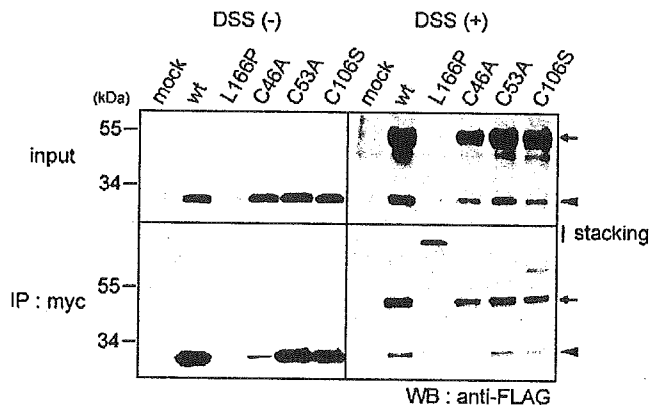 DSS (-) DSS (+)
mock wt L166P C46A C53A C106S mock wt L166P C46A C53A C106S
(kDa)
55
input
34
stacking
55
IP : myc
34
WB : anti-FLAG